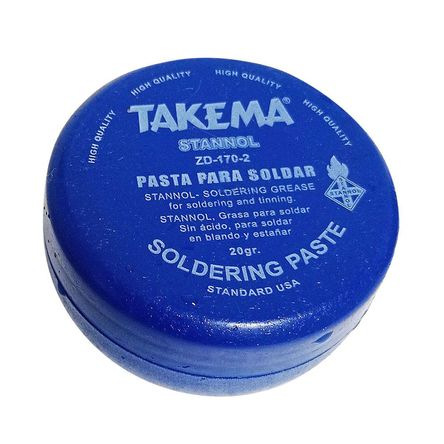 HIGH QUALITY
HIGH QUALITY
HIGH QUALITY
HIGH QUALITY
TAKEMA®
STANNOL
ZD-170-2
PASTA PARA SOLDAR
STANNOL- SOLDERING GREASE
for soldering and tinning.
STANNOL, Grasa para soldar
Sin ácido, para soldar
en blando y estañar
20gr.
SOLDERING PASTE
STANDARD USA
STANNOL